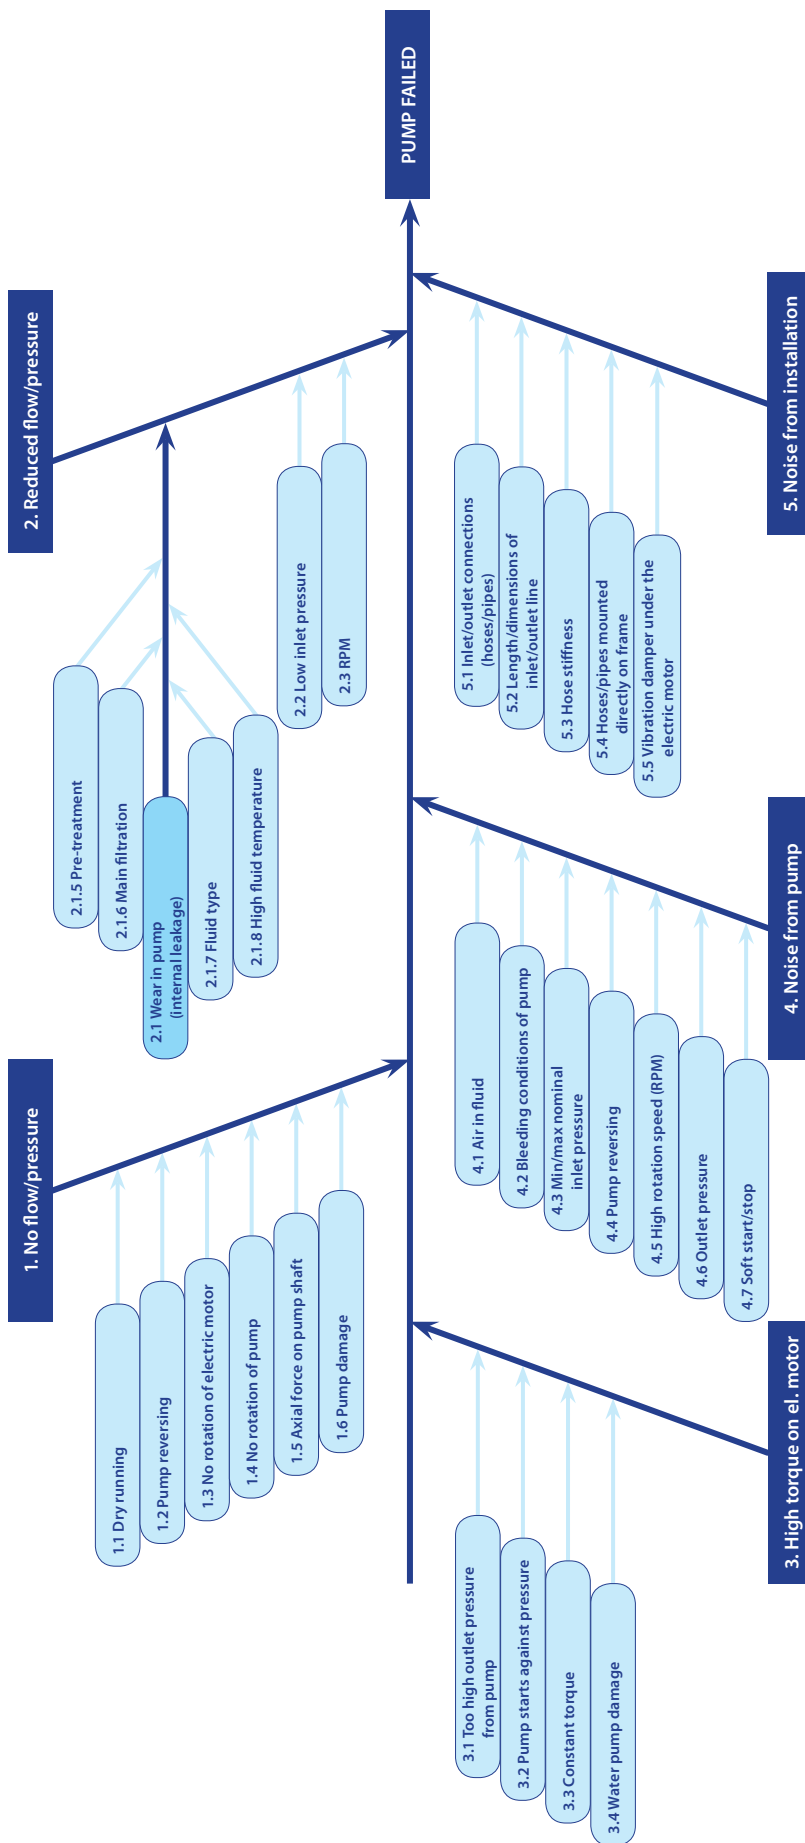 PUMP FAILED
1. No flow/pressure
1.1 Dry running
1.2 Pump reversing
1.3 No rotation of electric motor
1.4 No rotation of pump
1.5 Axial force on pump shaft
1.6 Pump damage
2. Reduced flow/pressure
2.1.5 Pre-treatment
2.1.6 Main filtration
2.1 Wear in pump
(internal leakage)
2.1.7 Fluid type
2.1.8 High fluid temperature
2.2 Low inlet pressure
2.3 RPM
3.1 Too high outlet pressure
from pump
3.2 Pump starts against pressure
3.3 Constant torque
3.4 Water pump damage
3. High torque on el. motor
4.1 Air in fluid
4.2 Bleeding conditions of pump
4.3 Min/max nominal
inlet pressure
4.4 Pump reversing
4.5 High rotation speed (RPM)
4.6 Outlet pressure
4.7 Soft start/stop
4. Noise from pump
5.1 Inlet/outlet connections
(hoses/pipes)
5.2 Length/dimensions of
inlet/outlet line
5.3 Hose stiffness
5.4 Hoses/pipes mounted
directly on frame
5.5 Vibration damper under the
electric motor
5. Noise from installation